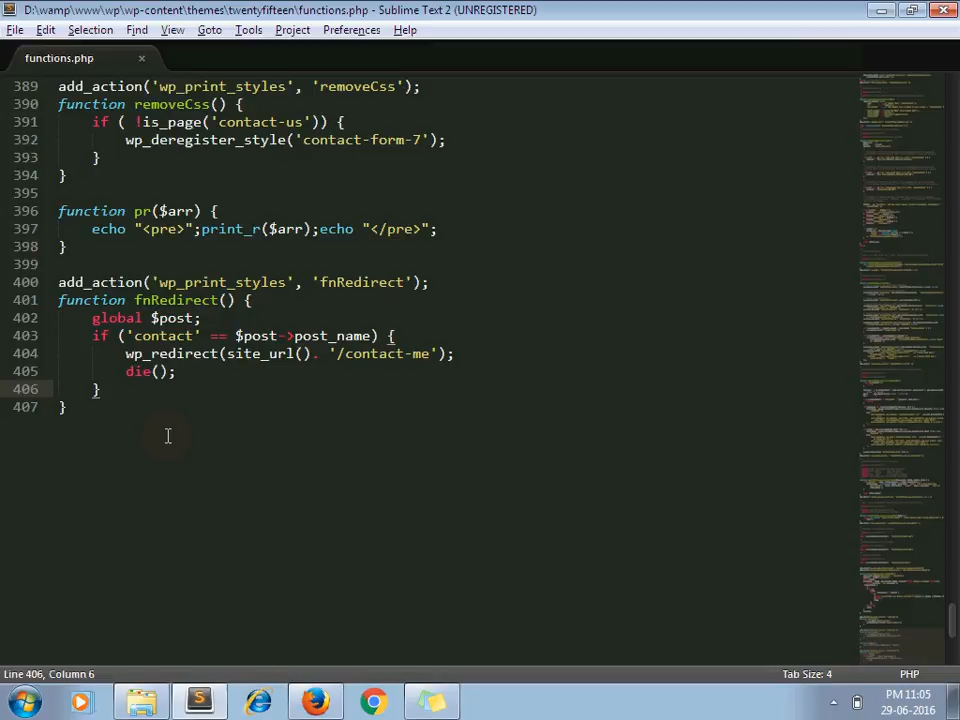 D:\wamp\www\wp\wp-content\themes\twentyfifteen\functions.php - Sublime Text 2 (UNREGISTERED)
File Edit Selection Find View Goto Tools Project Preferences Help
functions.php ×
389 add_action('wp_print_styles', 'removeCss');
390 function removeCss() {
391 if ( !is_page('contact-us')) {
392 wp_deregister_style('contact-form-7');
393 }
394 }
395
396 function pr($arr) {
397 echo "<pre>";print_r($arr);echo "</pre>";
398 }
399
400 add_action('wp_print_styles', 'fnRedirect');
401 function fnRedirect() {
402 global $post;
403 if ('contact' == $post->post_name) {
404 wp_redirect(site_url(). '/contact-me');
405 die();
406 }
407 }
Line 406, Column 6 Tab Size: 4 PHP
PM 11:05
29-06-2016